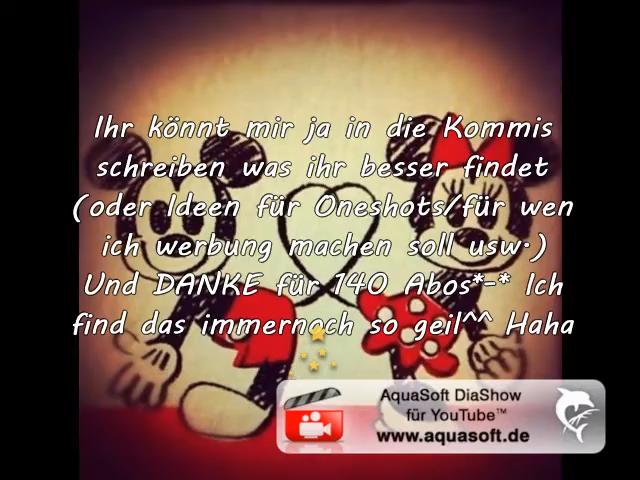 Ihr könnt mir ja in die Kommis
schreiben was ihr besser findet
(oder Ideen für Oneshots/für wen
ich werbung machen soll usw.)
Und DANKE für 140 Abos*-* Ich
find das immernoch so geil^^ Haha
AquaSoft DiaShow
für YouTube™
www.aquasoft.de